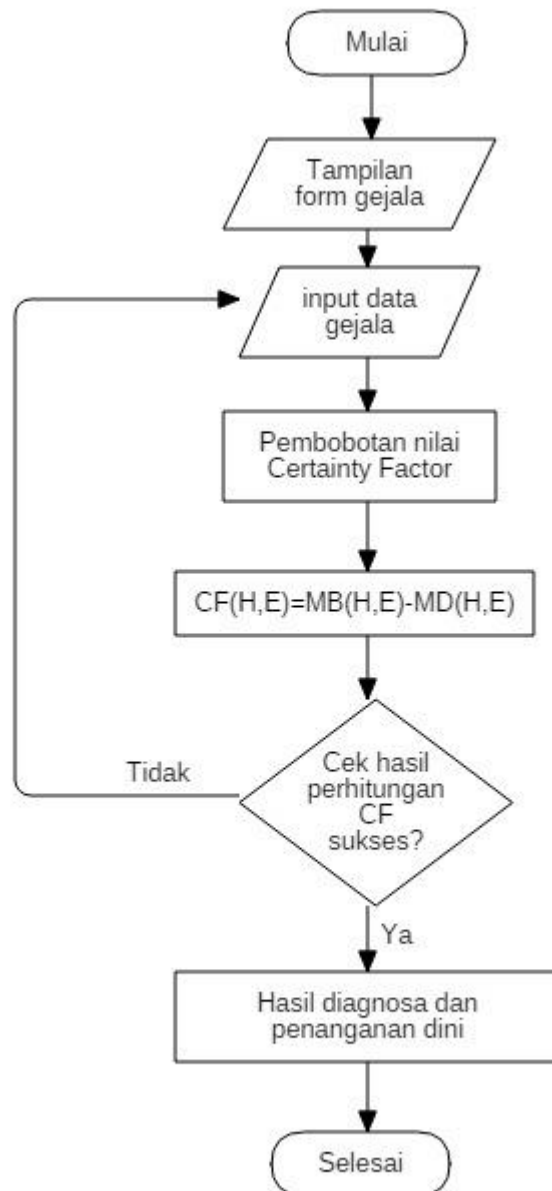 Mulai
Tampilan
form gejala
input data
gejala
Pembobotan nilai
Certainty Factor
CF(H,E)=MB(H,E)-MD(H,E)
Cek hasil
perhitungan
CF
sukses?
Tidak
Ya
Hasil diagnosa dan
penanganan dini
Selesai